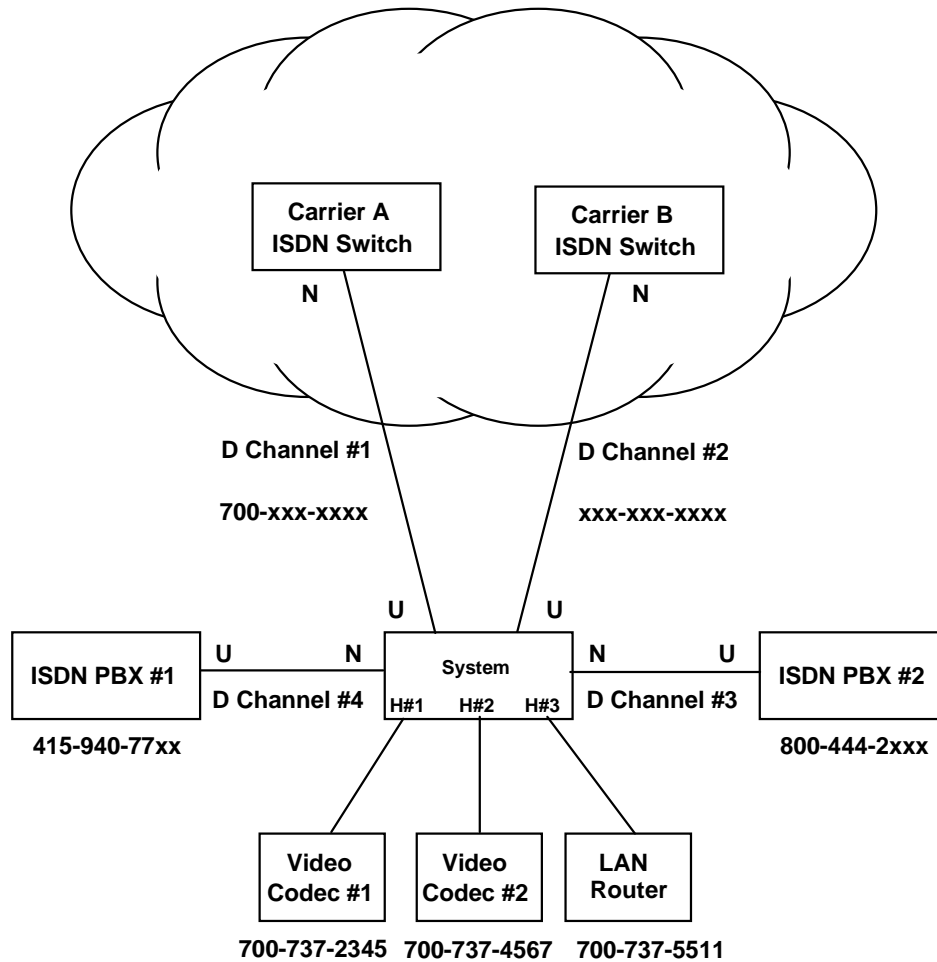 Carrier A
ISDN Switch
Carrier B
ISDN Switch
N
N
D Channel #1
D Channel #2
700-xxx-xxxx
xxx-xxx-xxxx
U
U
ISDN PBX #1
U
N
System
N
U
ISDN PBX #2
D Channel #4
H#1
H#2
H#3
D Channel #3
415-940-77xx
800-444-2xxx
Video
Codec #1
Video
Codec #2
LAN
Router
700-737-2345
700-737-4567
700-737-5511